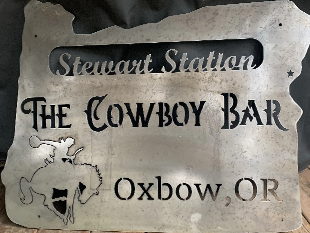 Stewart Station
The Cowboy Bar
Oxbow, OR